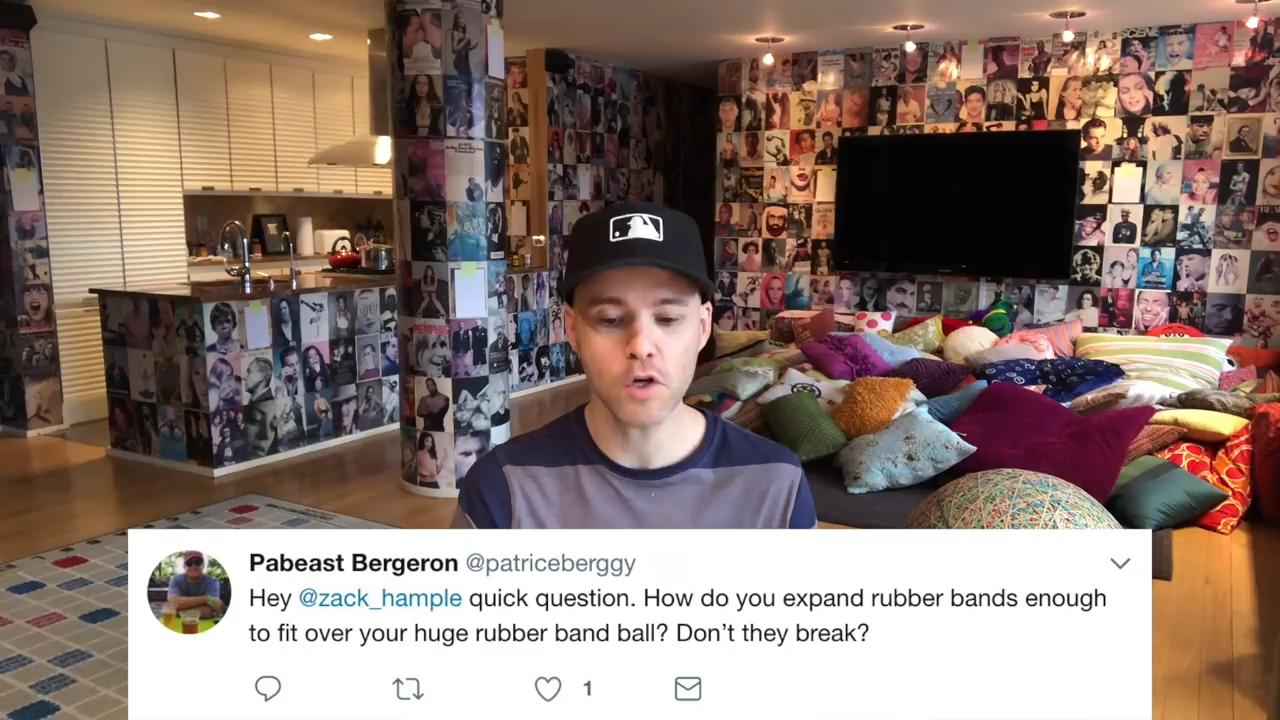 Pabeast Bergeron @patriceberggy
Hey @zack_hample quick question. How do you expand rubber bands enough
to fit over your huge rubber band ball? Don’t they break?
1